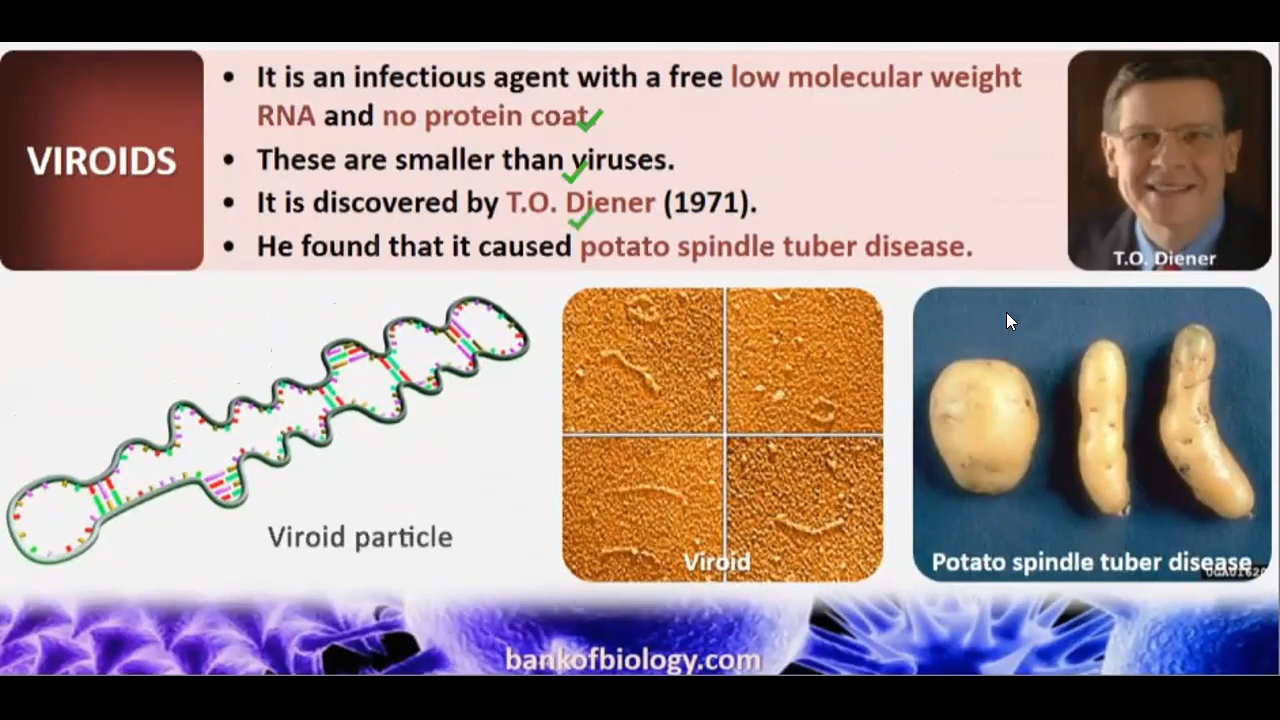 VIROIDS
• It is an infectious agent with a free low molecular weight
RNA and no protein coat
• These are smaller than viruses.
• It is discovered by T.O. Diener (1971).
• He found that it caused potato spindle tuber disease.
T.O. Diener
Viroid particle
Viroid
Potato spindle tuber disease
bankofbiology.com